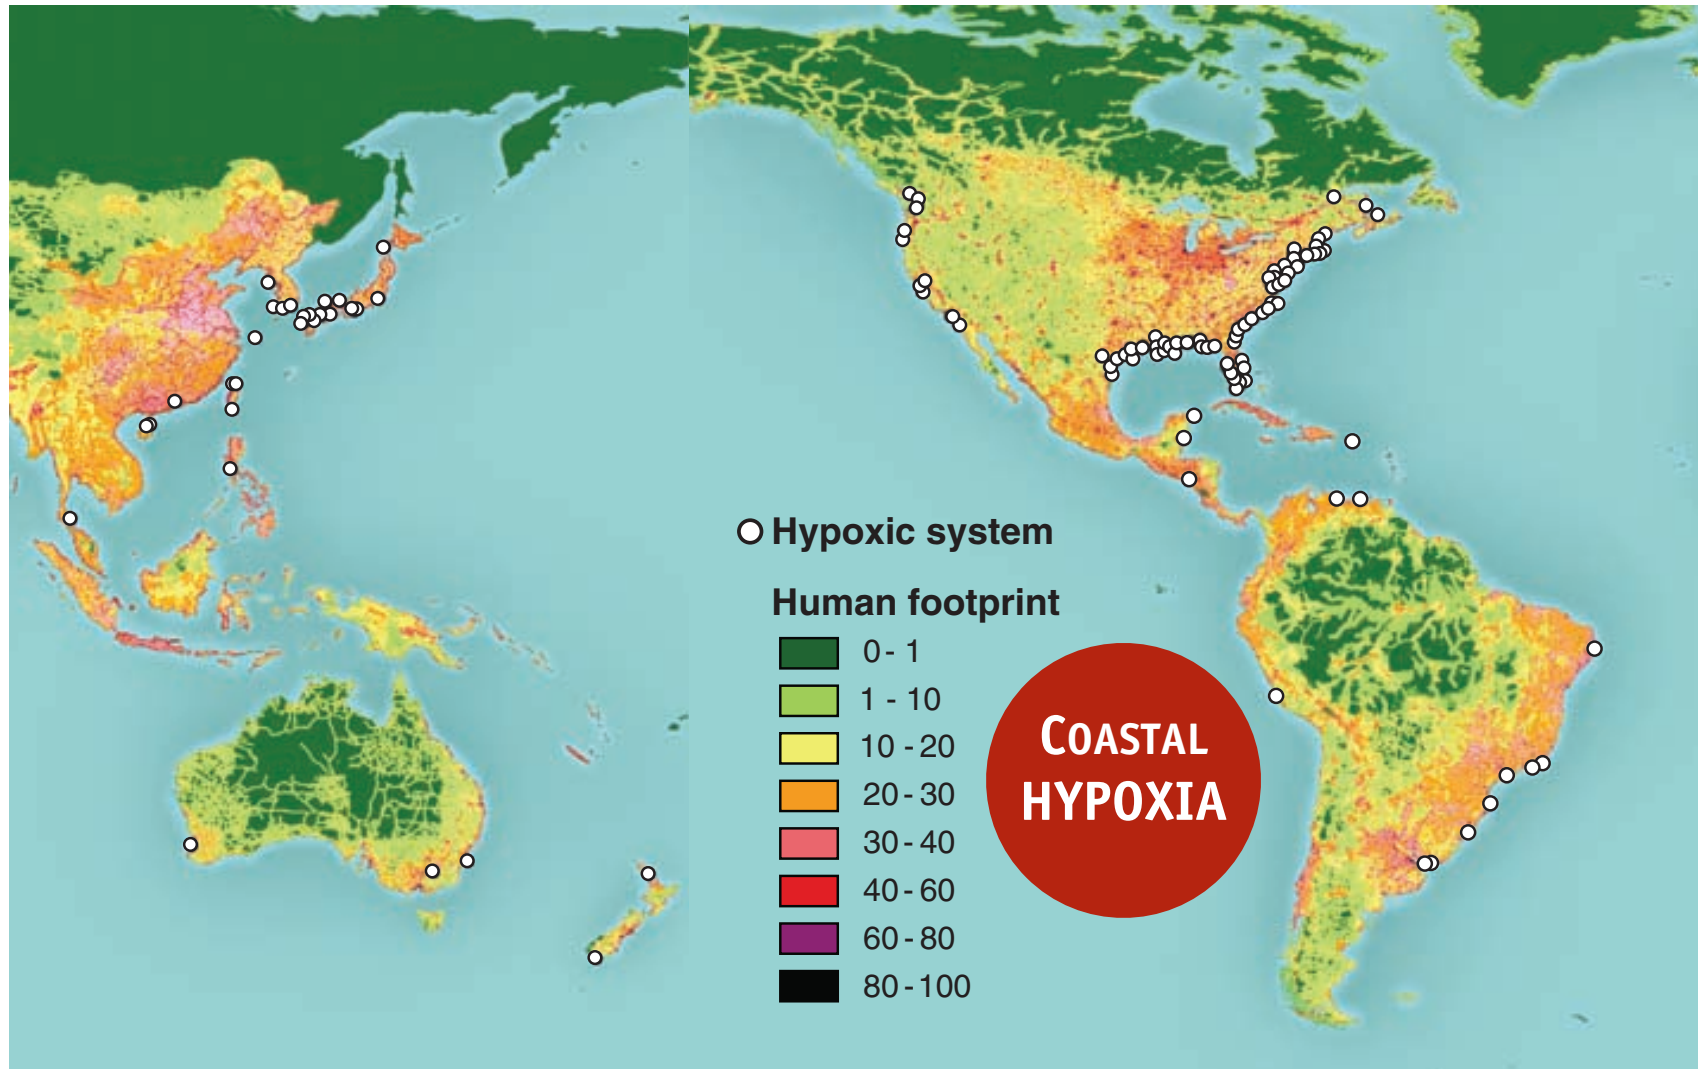 Hypoxic system
Human footprint
0 - 1
1 - 10
10 - 20
20 - 30
30 - 40
40 - 60
60 - 80
80 - 100
COASTAL
HYPOXIA